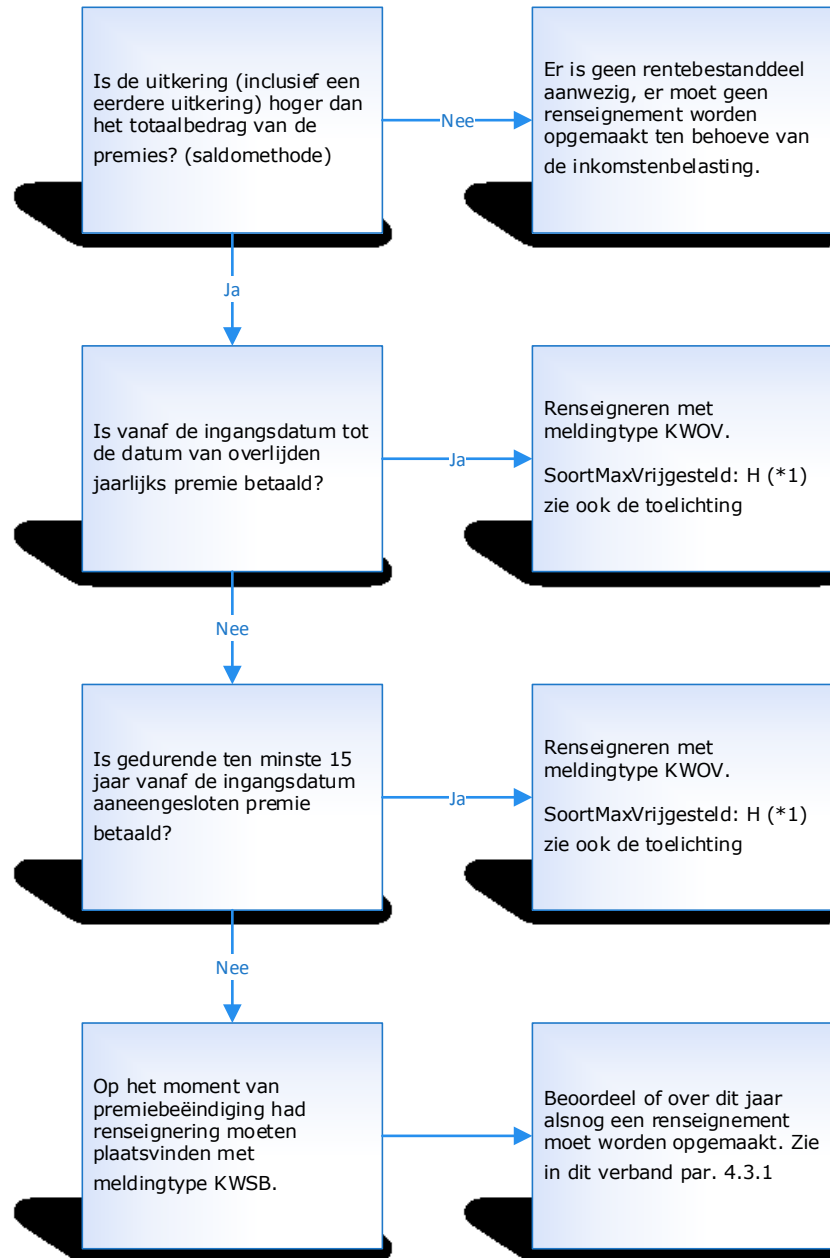 Is de uitkering (inclusief een
eerdere uitkering) hoger dan
het totaalbedrag van de
premies? (saldomethode)
Nee
Er is geen rentebestanddeel
aanwezig, er moet geen
renseignement worden
opgemaakt ten behoeve van
de inkomstenbelasting.
Ja
Is vanaf de ingangsdatum tot
de datum van overlijden
jaarlijks premie betaald?
Ja
Renseigneren met
meldingtype KWOV.
SoortMaxVrijgesteld: H (*1)
zie ook de toelichting
Nee
Is gedurende ten minste 15
jaar vanaf de ingangsdatum
aaneengesloten premie
betaald?
Ja
Renseigneren met
meldingtype KWOV.
SoortMaxVrijgesteld: H (*1)
zie ook de toelichting
Nee
Op het moment van
premiebeëindiging had
renseignering moeten
plaatsvinden met
meldingtype KWSB.
Beoordeel of over dit jaar
alsnog een renseignement
moet worden opgemaakt. Zie
in dit verband par. 4.3.1